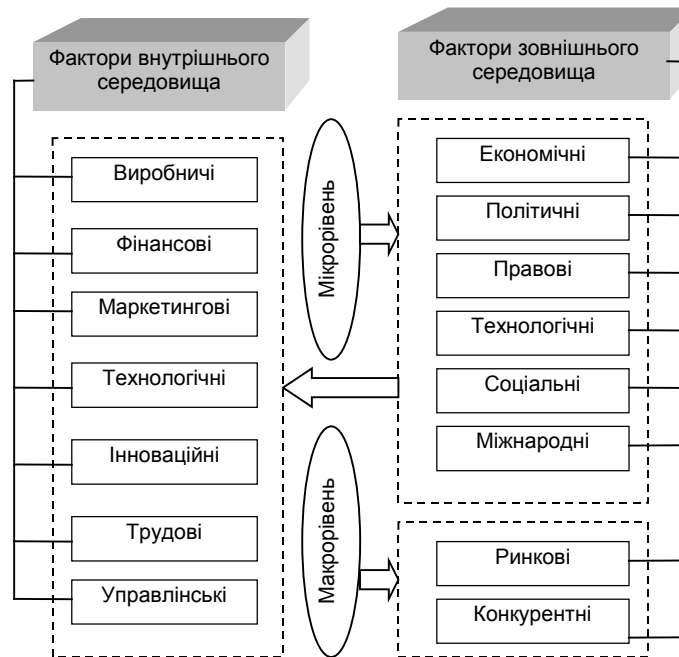 Фактори внутрішнього
середовища
Виробничі
Фінансові
Маркетингові
Технологічні
Інноваційні
Трудові
Управлінські
Мікрорівень
Макрорівень
Фактори зовнішнього
середовища
Економічні
Політичні
Правові
Технологічні
Соціальні
Міжнародні
Ринкові
Конкурентні